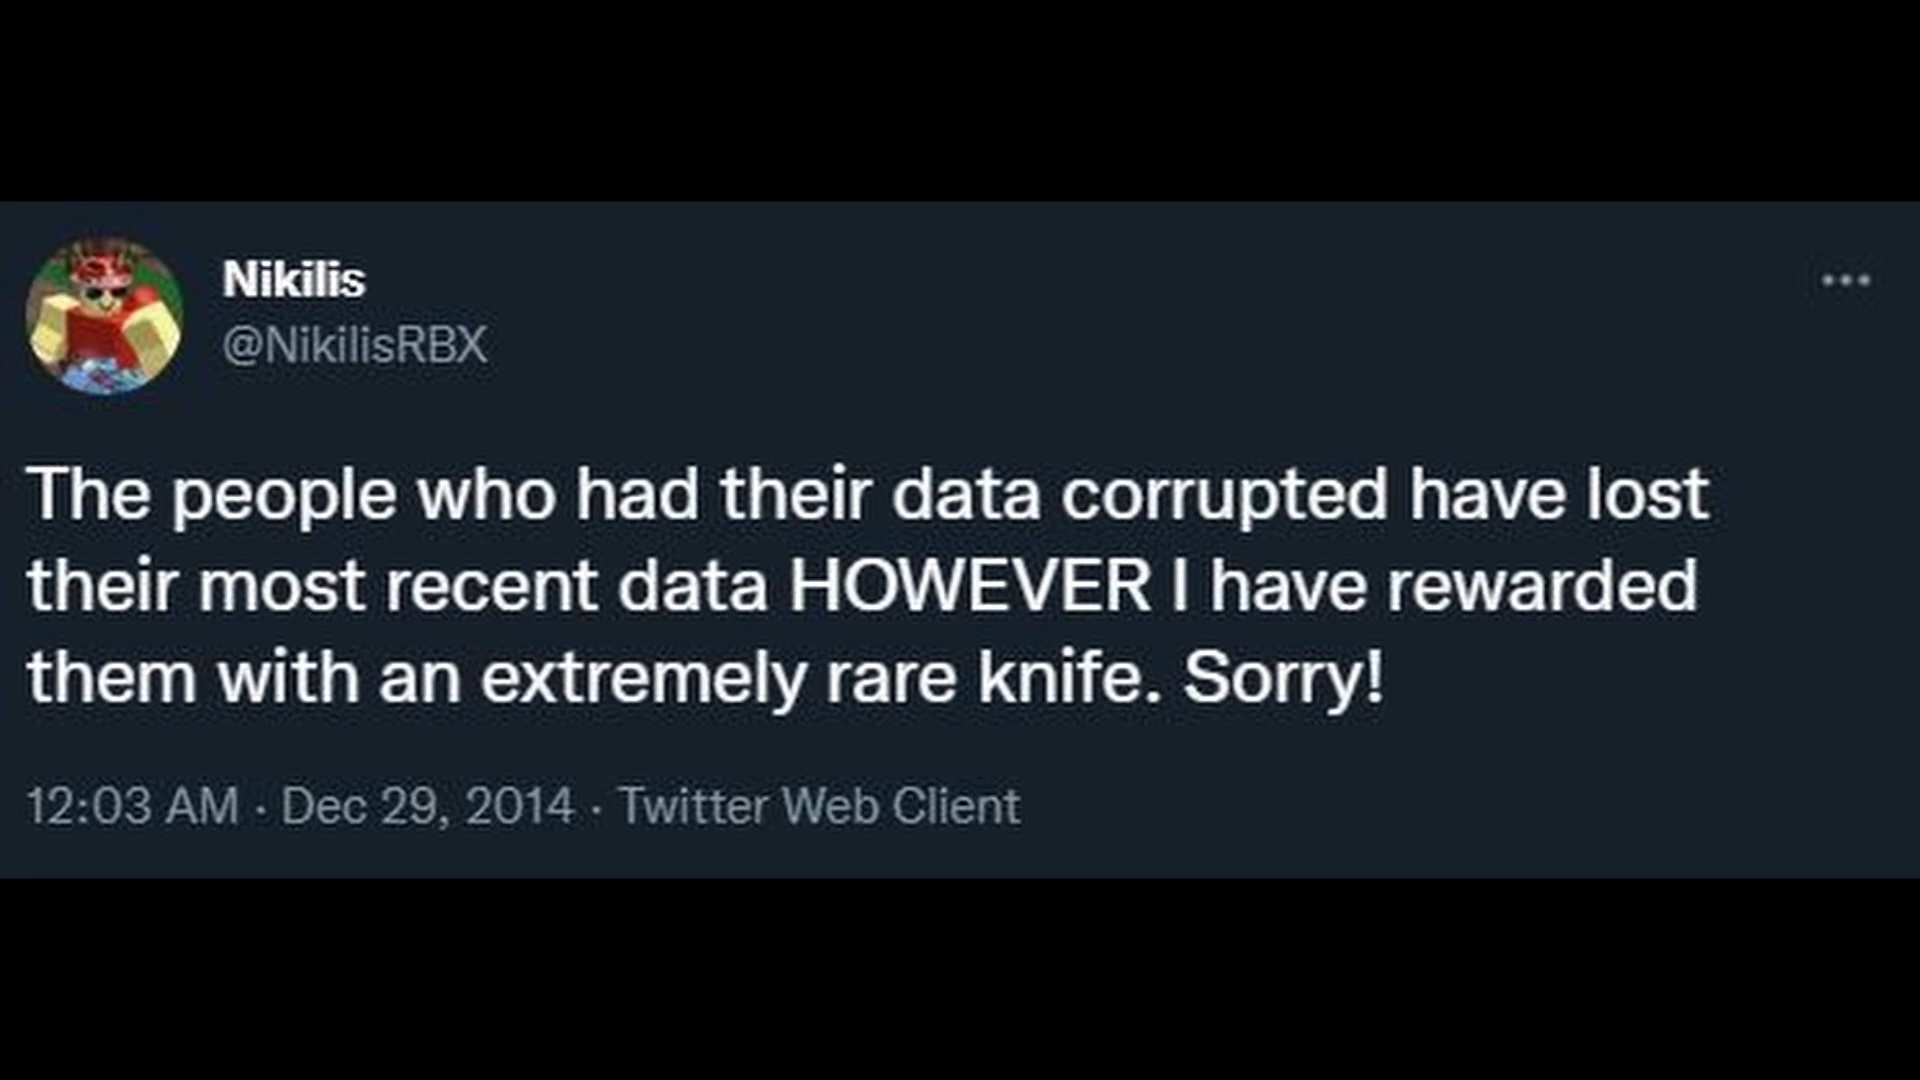 Nikilis
@NikilisRBX
The people who had their data corrupted have lost
their most recent data HOWEVER I have rewarded
them with an extremely rare knife. Sorry!
12:03 AM · Dec 29, 2014 · Twitter Web Client